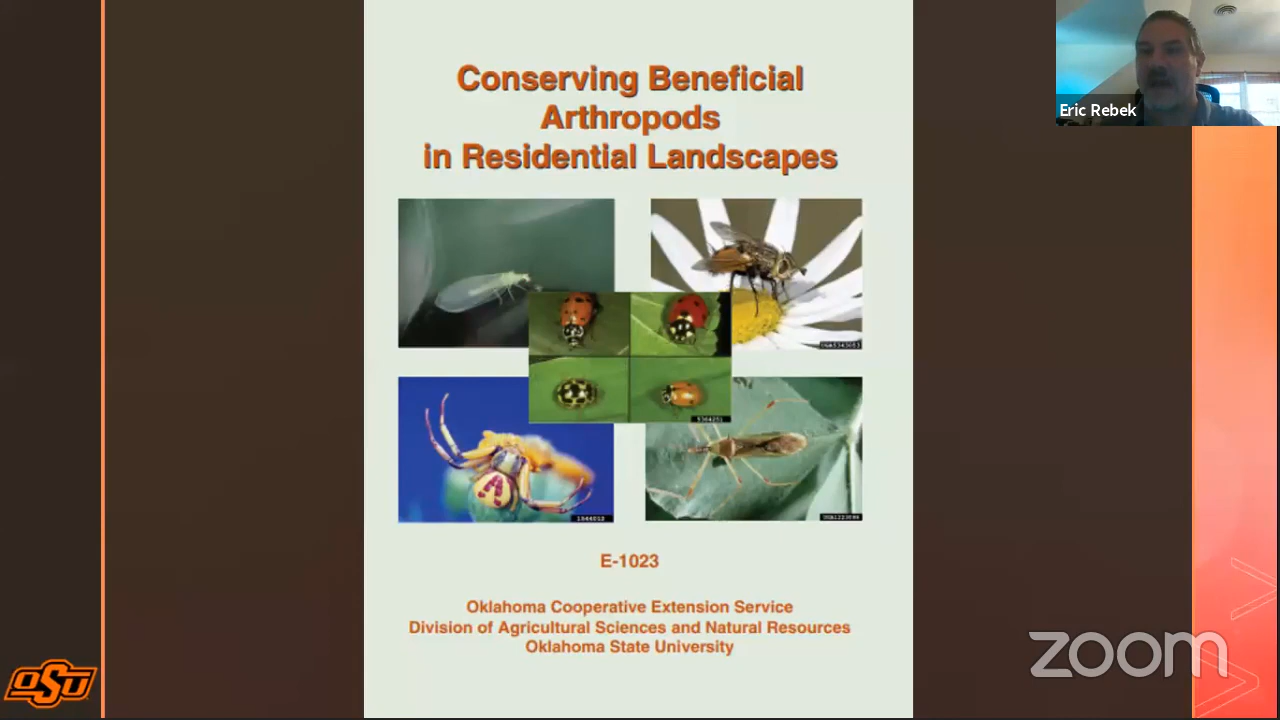 Conserving Beneficial
Arthropods
in Residential Landscapes
Eric Rebek
E-1023
Oklahoma Cooperative Extension Service
Division of Agricultural Sciences and Natural Resources
Oklahoma State University
OSU
zoom